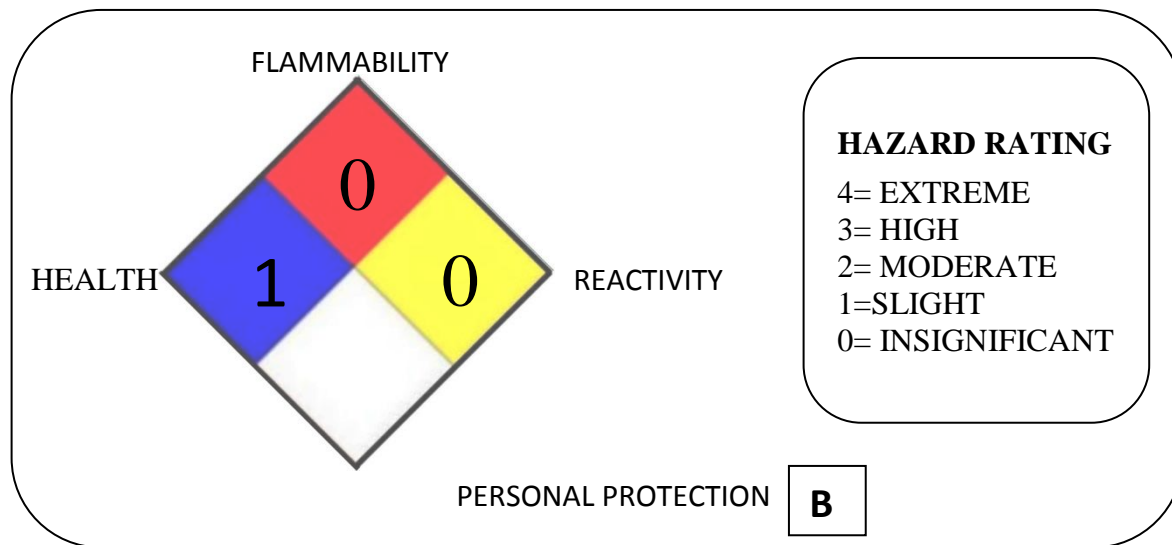 FLAMMABILITY
0
HEALTH 1 0 REACTIVITY
HAZARD RATING
4= EXTREME
3= HIGH
2= MODERATE
1=SLIGHT
0= INSIGNIFICANT
PERSONAL PROTECTION B